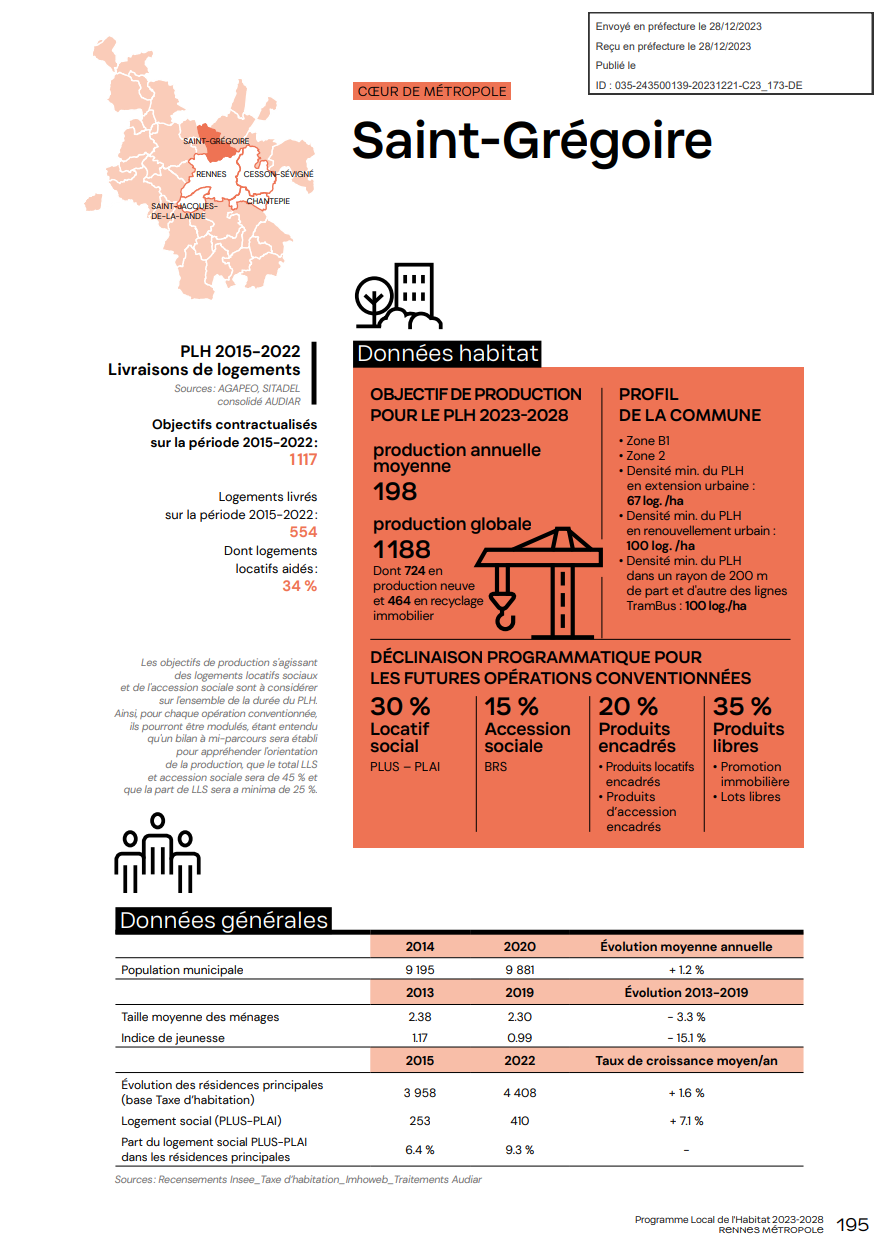 Envoyé en préfecture le 28/12/2023
Reçu en préfecture le 28/12/2023
Publié le
ID : 035-243500139-20231221-C23_173-DE
CŒUR DE MÉTROPOLE
Saint-Grégoire
SAINT-GRÉGOIRE
RENNES
CESSON-SÉVIGNÉ
CHANTEPIE
SAINT-JACQUES-
DE-LA-LANDE
PLH 2015-2022
Livraisons de logements
Sources : AGAPEO, SITADEL
consolidé AUDIAR
Objectifs contractualisés
sur la période 2015-2022 :
1 117
Logements livrés
sur la période 2015-2022 :
554
Dont logements
locatifs aidés :
34 %
Les objectifs de production s'agissant
des logements locatifs sociaux
et de l'accession sociale sont à considérer
sur l'ensemble de la durée du PLH.
Ainsi, pour chaque opération conventionnée,
ils pourront être modulés, étant entendu
qu'un bilan à mi-parcours sera établi
pour appréhender l'orientation
de la production, que le total LLS
et accession sociale sera de 45 % et
que la part de LLS sera a minima de 25 %.
Données habitat
OBJECTIF DE PRODUCTION
POUR LE PLH 2023-2028
production annuelle
moyenne
198
production globale
1 188
Dont 724 en
production neuve
et 464 en recyclage
immobilier
PROFIL
DE LA COMMUNE
• Zone B1
• Zone 2
• Densité min. du PLH
en extension urbaine :
67 log. /ha
• Densité min. du PLH
en renouvellement urbain :
100 log. /ha
• Densité min. du PLH
dans un rayon de 200 m
de part et d'autre des lignes
TramBus : 100 log./ha
DÉCLINAISON PROGRAMMATIQUE POUR
LES FUTURES OPÉRATIONS CONVENTIONNÉES
30 %
Locatif
social
PLUS – PLAI
15 %
Accession
sociale
BRS
20 %
Produits
encadrés
• Produits locatifs
encadrés
• Produits
d'accession
encadrés
35 %
Produits
libres
• Promotion
immobilière
• Lots libres
Données générales
2014 2020 Évolution moyenne annuelle
Population municipale 9 195 9 881 + 1.2 %
2013 2019 Évolution 2013-2019
Taille moyenne des ménages 2.38 2.30 - 3.3 %
Indice de jeunesse 1.17 0.99 - 15.1 %
2015 2022 Taux de croissance moyen/an
Évolution des résidences principales
(base Taxe d'habitation) 3 958 4 408 + 1.6 %
Logement social (PLUS-PLAI) 253 410 + 7.1 %
Part du logement social PLUS-PLAI
dans les résidences principales 6.4 % 9.3 % -
Sources : Recensements Insee_Taxe d'habitation_Imhoweb_Traitements Audiar
Programme Local de l'Habitat 2023-2028
RENNES MÉTROPOLE
195